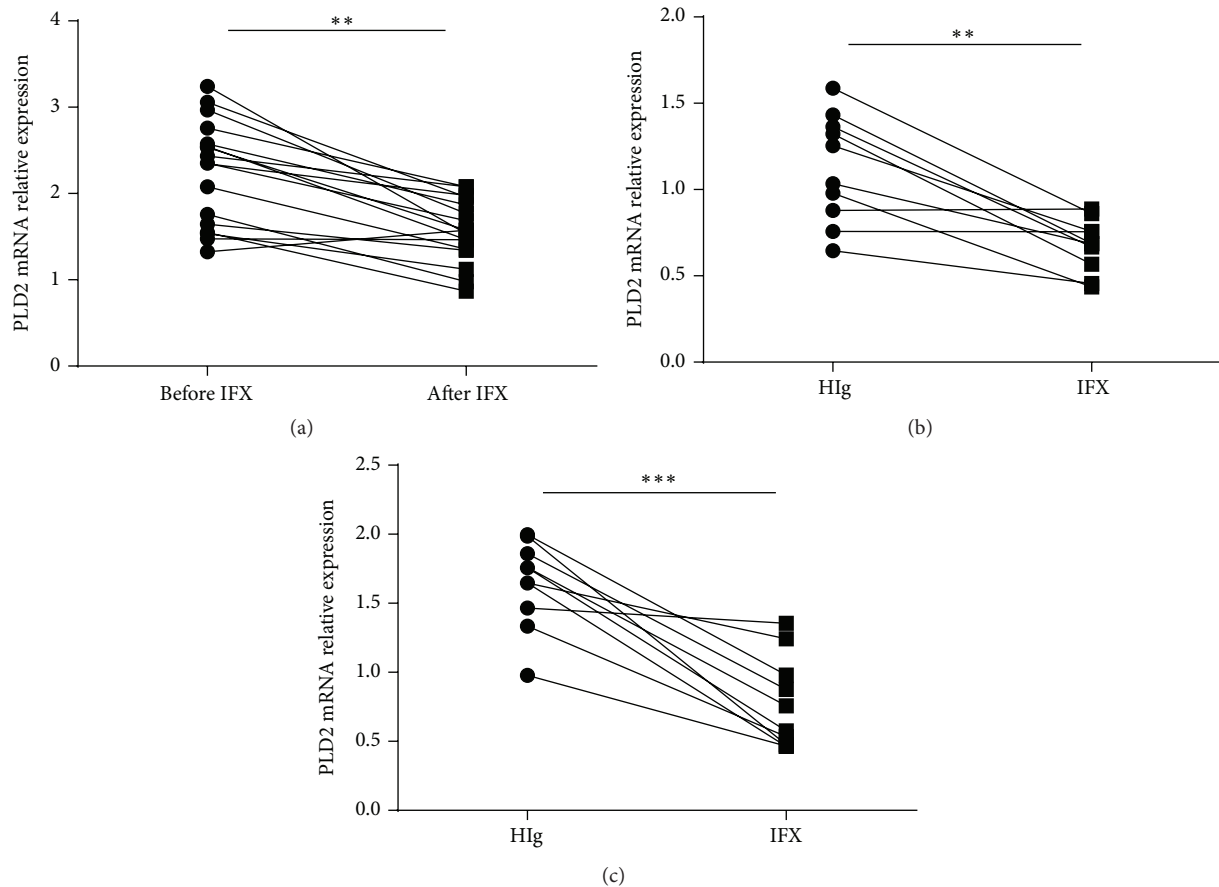 **
PLD2 mRNA relative expression
4
3
2
1
0
Before IFX After IFX
(a)
**
PLD2 mRNA relative expression
2.0
1.5
1.0
0.5
0.0
HIg IFX
(b)
***
PLD2 mRNA relative expression
2.5
2.0
1.5
1.0
0.5
0.0
HIg IFX
(c)